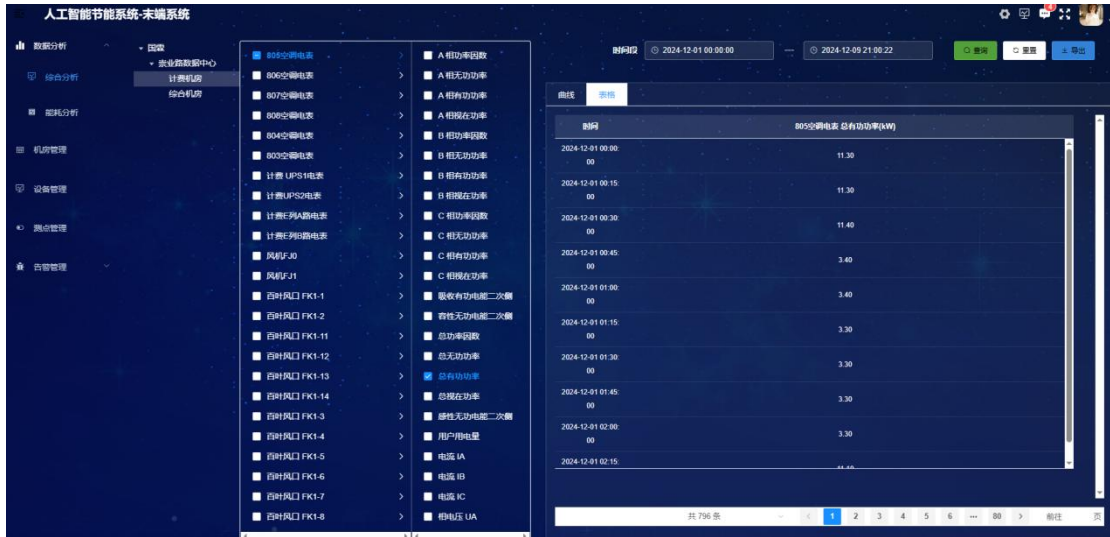 人工智能节能系统-末端系统
4
数据分析
综合分析
能耗分析
机房管理
设备管理
测点管理
告警管理
国家
崇业路数据中心
计费机房
综合机房
805空调电表
806空调电表
807空调电表
808空调电表
804空调电表
803空调电表
计费 UPS1电表
计费UPS2电表
计费E列A路电表
计费E列B路电表
风机FJ0
风机FJ1
百叶风口 FK1-1
百叶风口 FK1-2
百叶风口 FK1-11
百叶风口 FK1-12
百叶风口 FK1-13
百叶风口 FK1-14
百叶风口 FK1-3
百叶风口 FK1-4
百叶风口 FK1-5
百叶风口 FK1-6
百叶风口 FK1-7
百叶风口 FK1-8
A 相功率因数
A 相无功功率
A 相有功功率
A 相视在功率
B 相功率因数
B 相无功功率
B 相有功功率
B 相视在功率
C 相功率因数
C 相无功功率
C 相有功功率
C 相视在功率
吸收有功电能二次侧
容性无功电能二次侧
总功率因数
总无功功率
总有功功率
总视在功率
感性无功电能二次侧
用户用电量
电流 IA
电流 IB
电流 IC
相电压 UA
时间段 2024-12-01 00:00:00 — 2024-12-09 21:00:22 查询 重置 导出
曲线 表格
时间 805空调电表 总有功功率(kW)
2024-12-01 00:00:
00 11.30
2024-12-01 00:15:
00 11.30
2024-12-01 00:30:
00 11.40
2024-12-01 00:45:
00 3.40
2024-12-01 01:00:
00 3.40
2024-12-01 01:15:
00 3.30
2024-12-01 01:30:
00 3.30
2024-12-01 01:45:
00 3.30
2024-12-01 02:00:
00 3.30
2024-12-01 02:15:
共 796 条 1 2 3 4 5 6 ... 80 前往 页